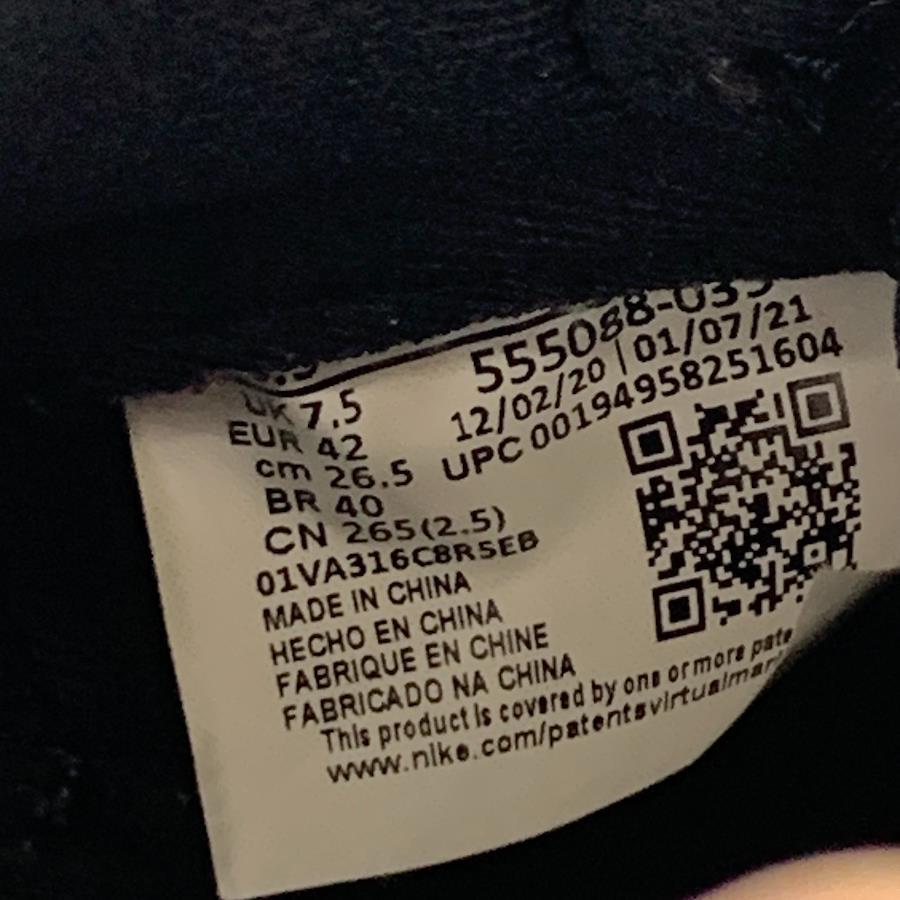 555088-03
12/02/20 | 01/07/21
UPC 00194958251604
UK 7.5
EUR 42
cm 26.5
BR 40
CN 265(2.5)
01VA316C8R5EB
MADE IN CHINA
HECHO EN CHINA
FABRIQUE EN CHINE
FABRICADO NA CHINA
This product is covered by one or more pate
www.nike.com/patentsvirtualmar